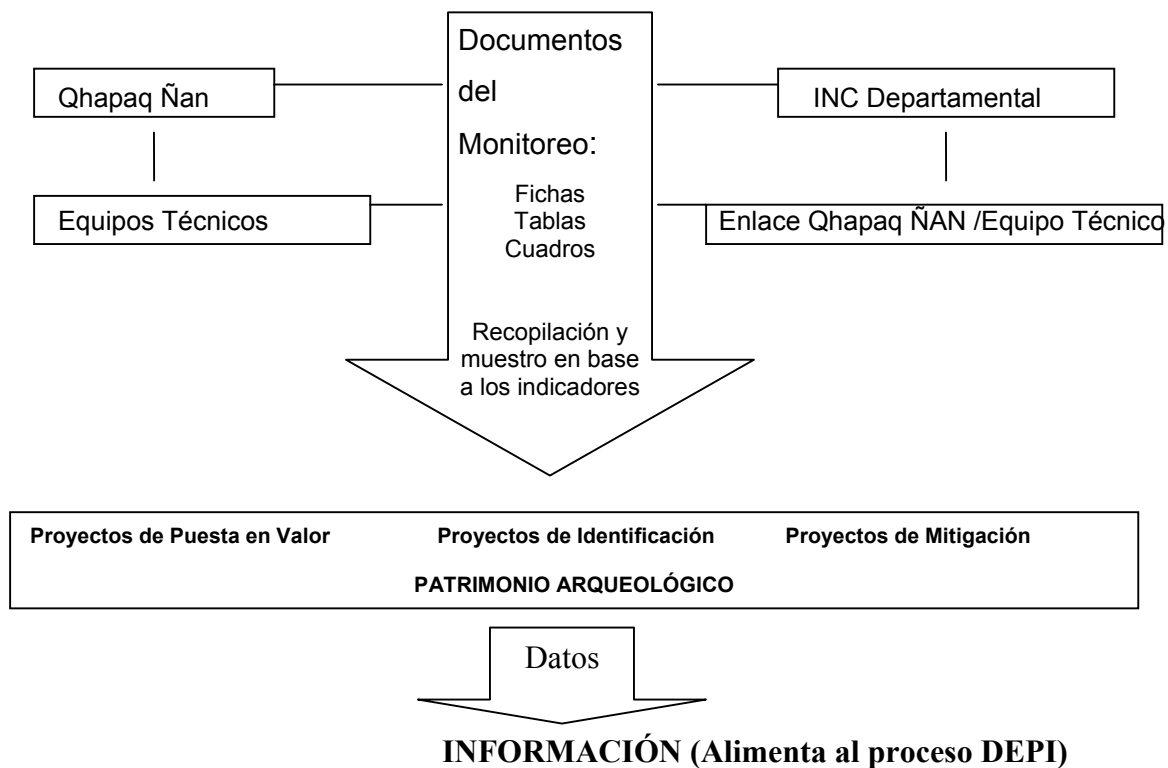 Documentos
del
Monitoreo:
Fichas
Tablas
Cuadros
Recopilación y
muestro en base
a los indicadores
Qhapaq Ñan
Equipos Técnicos
INC Departamental
Enlace Qhapaq ÑAN /Equipo Técnico
Proyectos de Puesta en Valor Proyectos de Identificación Proyectos de Mitigación
PATRIMONIO ARQUEOLÓGICO
Datos
INFORMACIÓN (Alimenta al proceso DEPI)